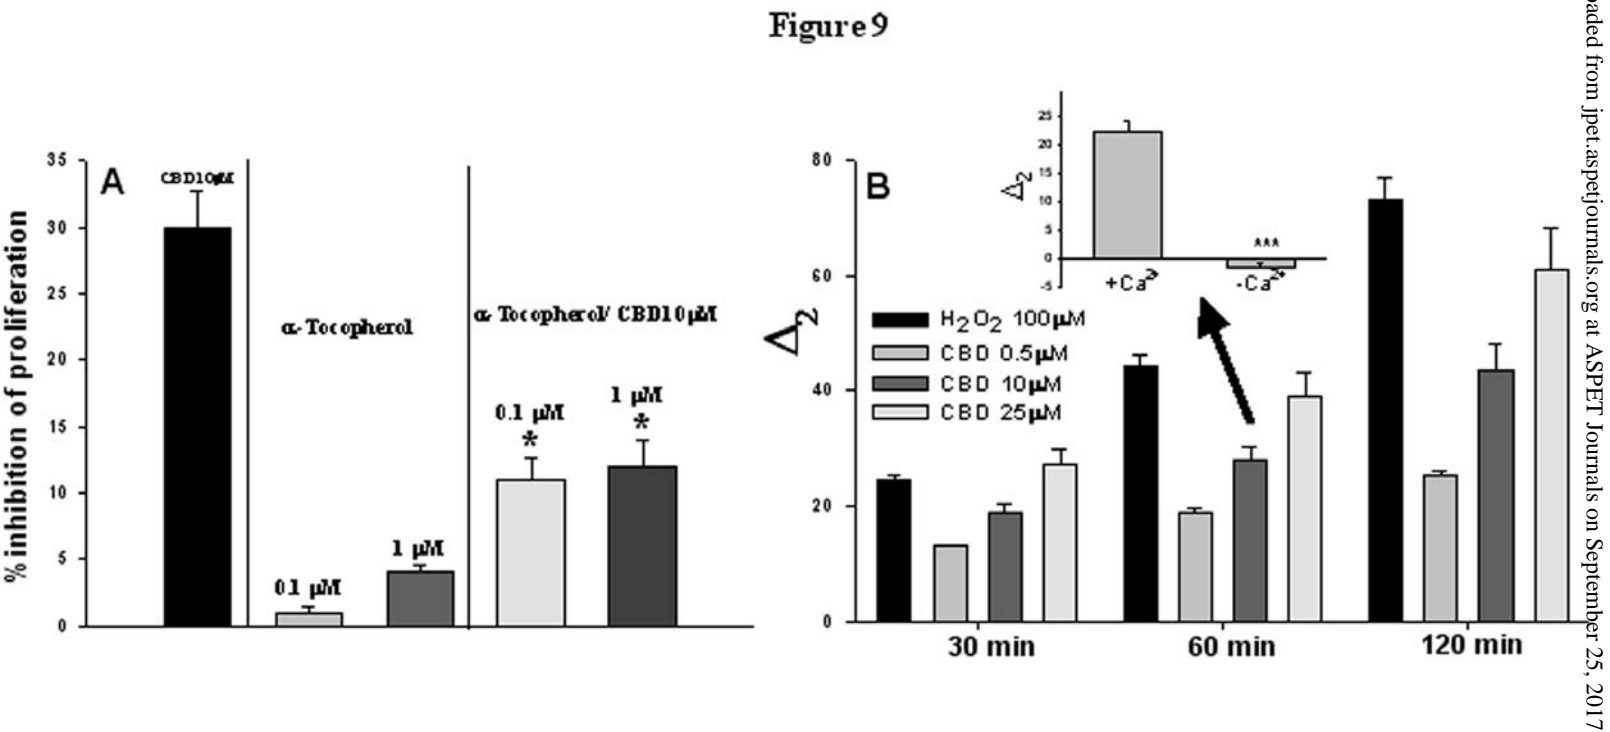 Figure 9
35
30
25
20
15
10
5
0
% inhibition of proliferation
A
CBD10μM
α-Tocopherol
α-Tocopherol/ CBD10μM
0.1 μM
1 μM
0.1 μM
*
1 μM
*
80
60
40
20
0
Δ2
B
25
20
15
10
5
0
-5
Δ2
***
+Ca2+
-Ca2+
H2O2 100μM
CBD 0.5μM
CBD 10μM
CBD 25μM
30 min
60 min
120 min
oaded from jpet.aspetjournals.org at ASPET Journals on September 25, 2017